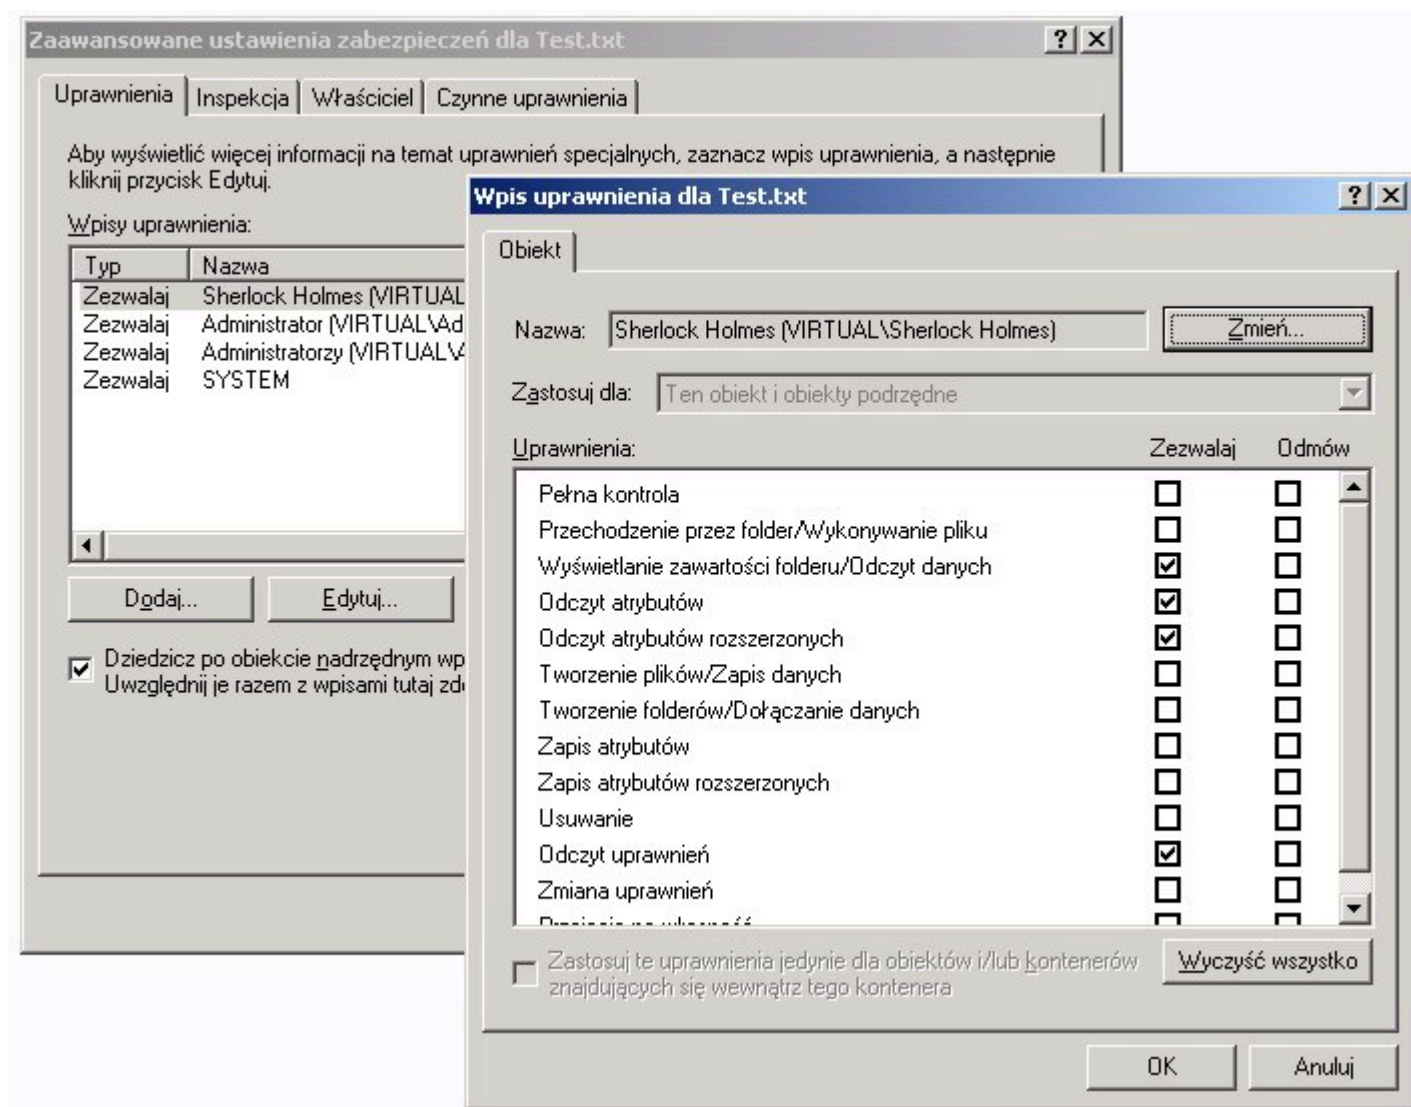 Zaawansowane ustawienia zabezpieczeń dla Test.txt
Uprawnienia Inspekcja Właściciel Czynne uprawnienia
Aby wyświetlić więcej informacji na temat uprawnień specjalnych, zaznacz wpis uprawnienia, a następnie
kliknij przycisk Edytuj.
Wpisy uprawnienia:
Typ Nazwa
Zezwalaj Sherlock Holmes (VIRTUAL
Zezwalaj Administrator (VIRTUAL\Ad
Zezwalaj Administratorzy (VIRTUAL\A
Zezwalaj SYSTEM
Dodaj... Edytuj...
Dziedzicz po obiekcie nadrzędnym wp
Uwzględnij je razem z wpisami tutaj zd
Wpis uprawnienia dla Test.txt
Obiekt
Nazwa: Sherlock Holmes (VIRTUAL\Sherlock Holmes) Zmień...
Zastosuj dla: Ten obiekt i obiekty podrzędne
Uprawnienia: Zezwalaj Odmów
Pełna kontrola
Przechodzenie przez folder/Wykonywanie pliku
Wyświetlanie zawartości folderu/Odczyt danych
Odczyt atrybutów
Odczyt atrybutów rozszerzonych
Tworzenie plików/Zapis danych
Tworzenie folderów/Dołączanie danych
Zapis atrybutów
Zapis atrybutów rozszerzonych
Usuwanie
Odczyt uprawnień
Zmiana uprawnień
Zastosuj te uprawnienia jedynie dla obiektów i/lub kontenerów
znajdujących się wewnątrz tego kontenera
Wyczyść wszystko
OK Anuluj